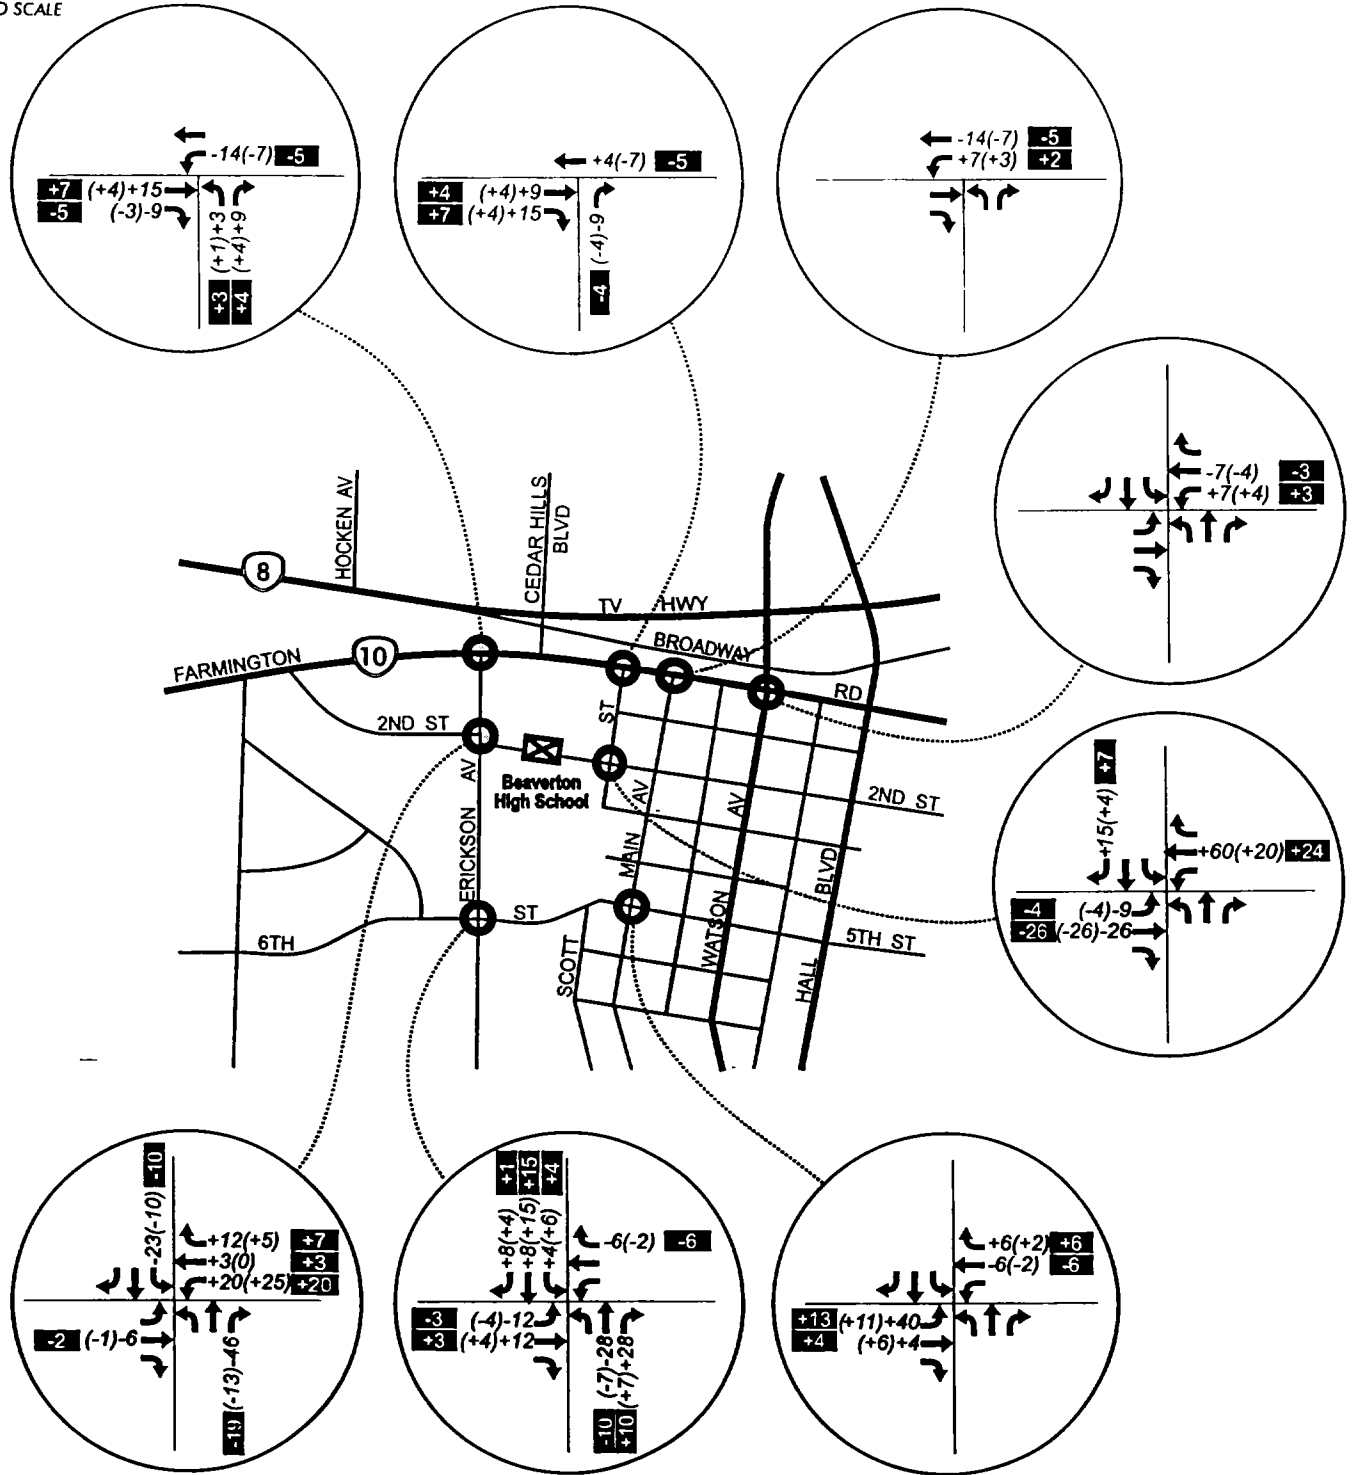 O SCALE
-14(-7) -5
+7 (+4)+15
-5 (-3)-9
(+1)+3 +3
(+4)+9 +4
+4(-7) -5
+4 (+4)+9
+7 (+4)+15
(-4)-9 -4
-14(-7) -5
+7(+3) +2
-7(-4) -3
+7(+4) +3
HOCKEN AV
CEDAR HILLS
BLVD
8
TV HWY
BROADWAY
FARMINGTON
10
RD
2ND ST
ST
AV
Beaverton
High School
AV
AV
2ND ST
ERICKSON
MAIN
BLVD
WATSON
ST
6TH
SCOTT
HALL
5TH ST
+15(+4) +7
+60(+20) +24
-4 (-4)-9
-26 (-26)-26
-23(-10) -10
+12(+5) +7
+3(0) +3
+20(+25) +20
-2 (-1)-6
(-13)-46 -19
+8(+4) +1
+8(+15) +15
+4(+6) +4
-6(-2) -6
-3 (-4)-12
+3 (+4)+12
(-7)-28 -10
(+7)+28 +10
+6(+2) +6
-6(-2) -6
+13 (+11)+40
+4 (+6)+4